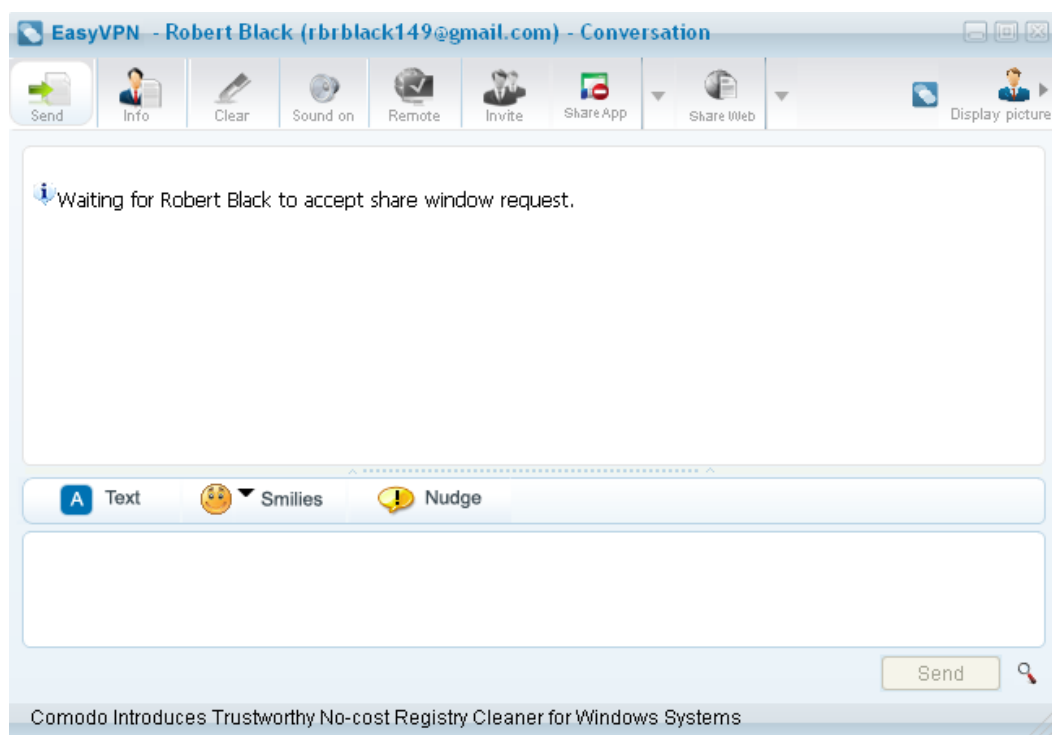 EasyVPN - Robert Black (rbrblack149@gmail.com) - Conversation
Send Info Clear Sound on Remote Invite Share App Share Web Display picture
Waiting for Robert Black to accept share window request.
A Text Smilies Nudge
Send
Comodo Introduces Trustworthy No-cost Registry Cleaner for Windows Systems